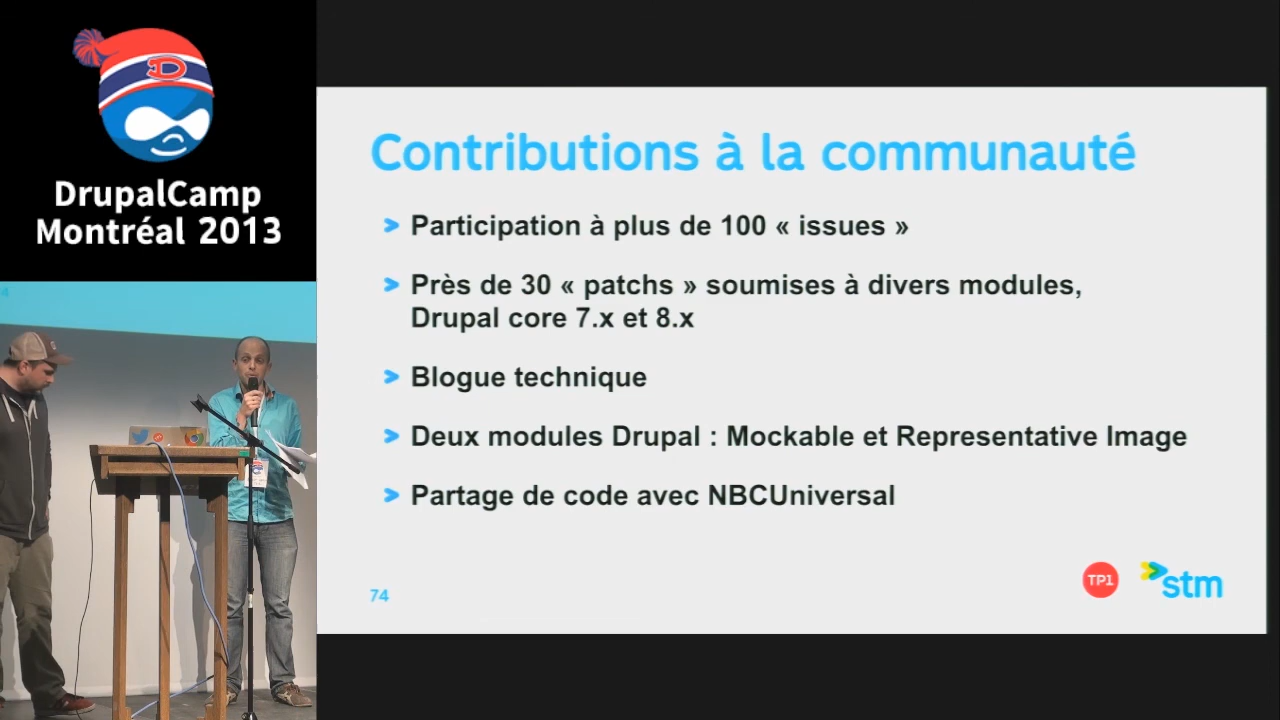 DrupalCamp
Montréal 2013
Contributions à la communauté
Participation à plus de 100 « issues »
Près de 30 « patchs » soumises à divers modules,
Drupal core 7.x et 8.x
Blogue technique
Deux modules Drupal : Mockable et Representative Image
Partage de code avec NBCUniversal
74
TP1
stm